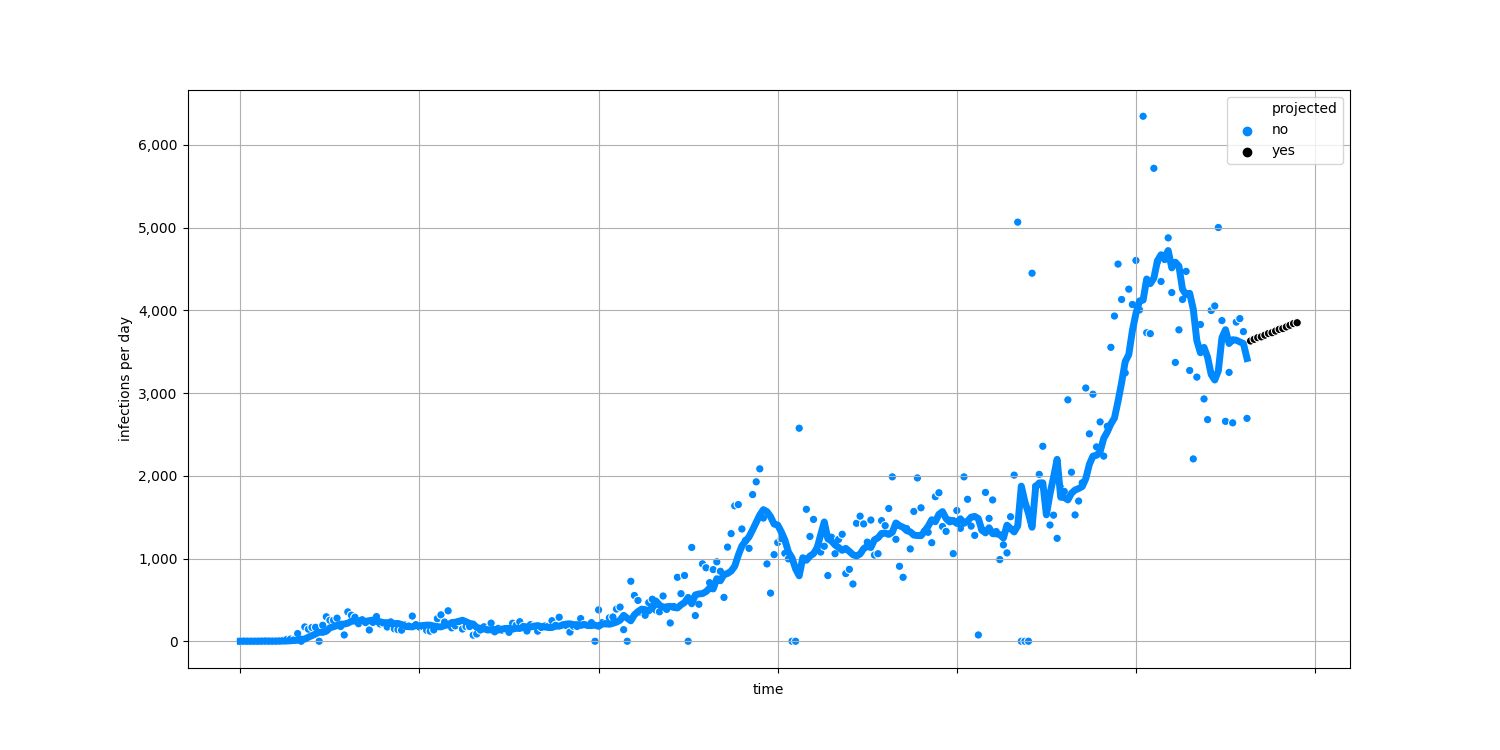 projected
no
yes
6,000
5,000
4,000
3,000
2,000
1,000
0
infections per day
time